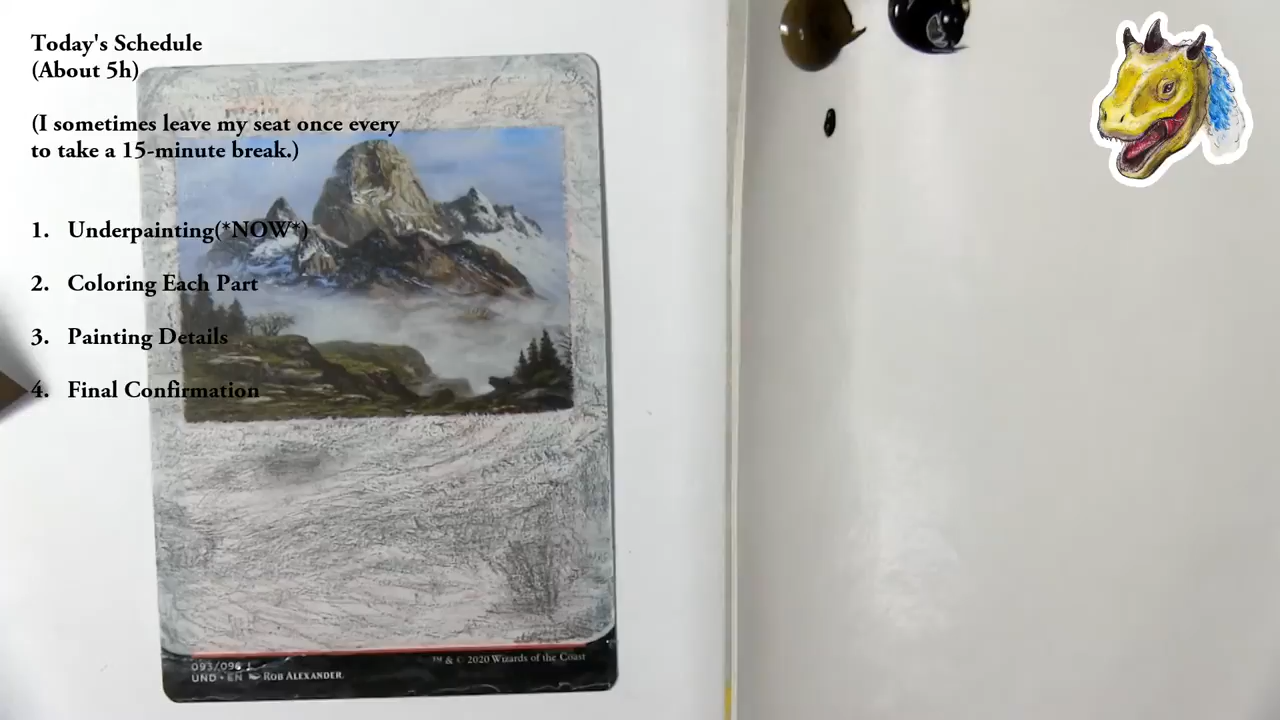 Today's Schedule
(About 5h)
(I sometimes leave my seat once every
to take a 15-minute break.)
1. Underpainting(*NOW*)
2. Coloring Each Part
3. Painting Details
4. Final Confirmation
093/096 L
™ & © 2020 Wizards of the Coast
UND • EN ROB ALEXANDER